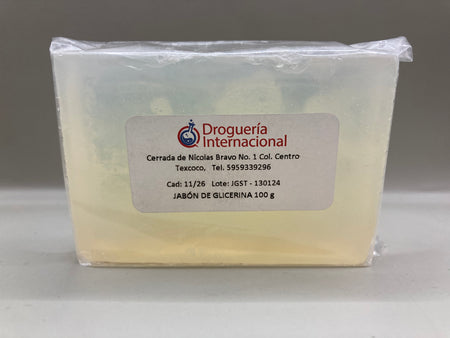 Droguería
Internacional
Cerrada de Nicolas Bravo No. 1 Col. Centro
Texcoco, Tel. 5959339296
Cad: 11/26 Lote: JGST - 130124
JABÓN DE GLICERINA 100 g